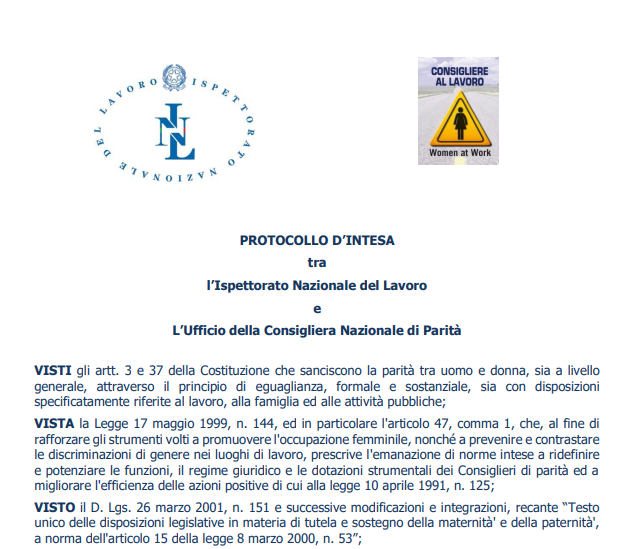 ISPETTORATO NAZIONALE DEL LAVORO
INL
CONSIGLIERE
AL LAVORO
Women at Work
PROTOCOLLO D’INTESA
tra
l’Ispettorato Nazionale del Lavoro
e
L’Ufficio della Consigliera Nazionale di Parità
VISTI gli artt. 3 e 37 della Costituzione che sanciscono la parità tra uomo e donna, sia a livello
generale, attraverso il principio di eguaglianza, formale e sostanziale, sia con disposizioni
specificatamente riferite al lavoro, alla famiglia ed alle attività pubbliche;
VISTA la Legge 17 maggio 1999, n. 144, ed in particolare l'articolo 47, comma 1, che, al fine di
rafforzare gli strumenti volti a promuovere l'occupazione femminile, nonché a prevenire e contrastare
le discriminazioni di genere nei luoghi di lavoro, prescrive l'emanazione di norme intese a ridefinire
e potenziare le funzioni, il regime giuridico e le dotazioni strumentali dei Consiglieri di parità ed a
migliorare l'efficienza delle azioni positive di cui alla legge 10 aprile 1991, n. 125;
VISTO il D. Lgs. 26 marzo 2001, n. 151 e successive modificazioni e integrazioni, recante “Testo
unico delle disposizioni legislative in materia di tutela e sostegno della maternità' e della paternità',
a norma dell'articolo 15 della legge 8 marzo 2000, n. 53”;